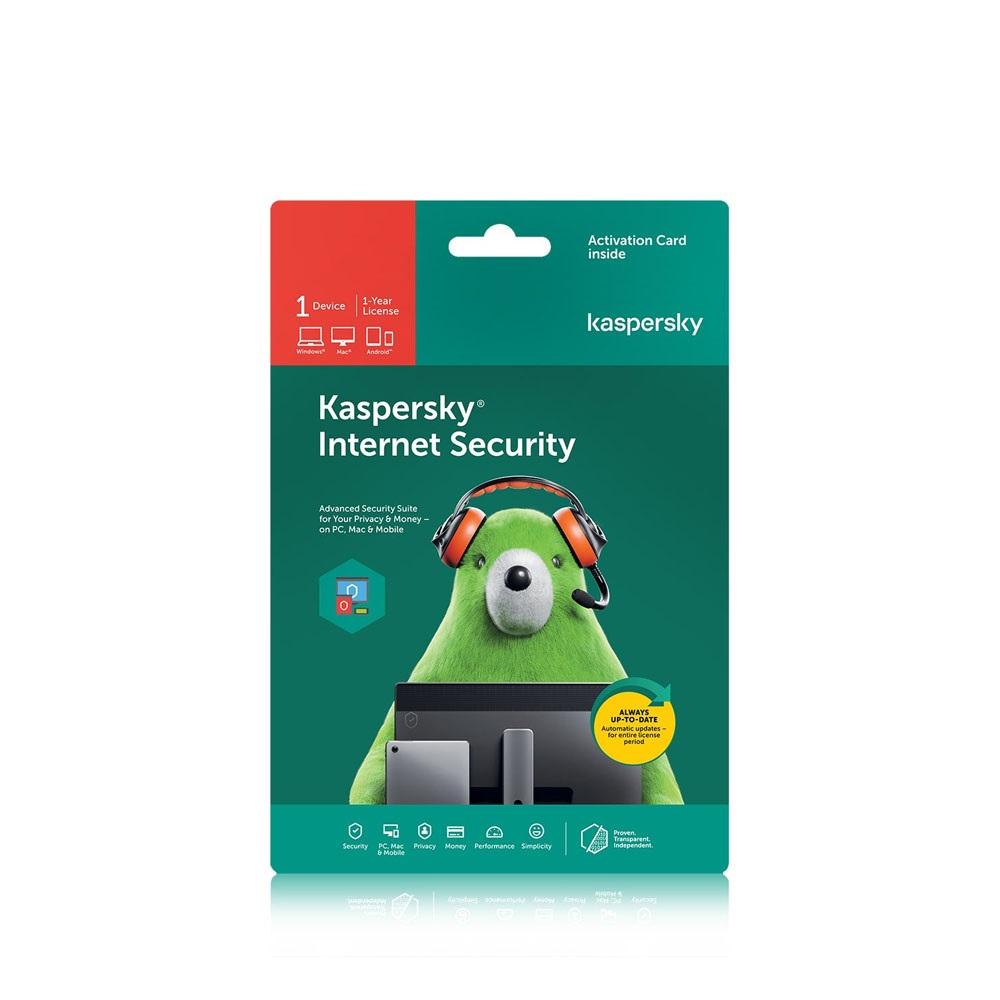 1 Device
1-Year
License
Windows®
Mac®
Android™
Activation Card
inside
kaspersky
Kaspersky®
Internet Security
Advanced Security Suite
for Your Privacy & Money –
on PC, Mac & Mobile
ALWAYS
UP-TO-DATE
Automatic updates –
for entire license
period
Security
PC, Mac
& Mobile
Privacy
Money
Performance
Simplicity
Proven.
Transparent.
Independent.